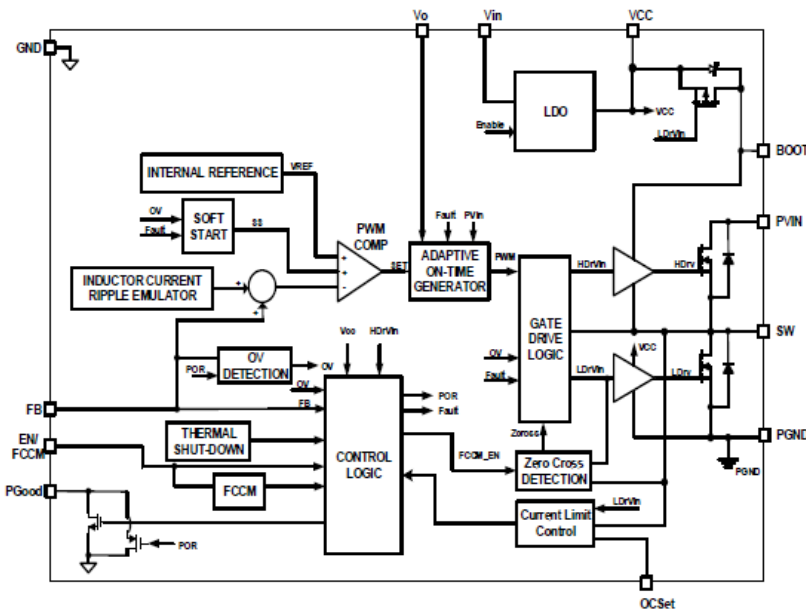 Vo
Vin
VCC
GND
LDO
Enable
VCC
LDrVin
BOOT
INTERNAL REFERENCE
VREF
PVIN
OV
Fault
SOFT
START
SS
PWM
COMP
Fault
PVin
SET
ADAPTIVE
ON-TIME
GENERATOR
PWM
HDrVin
HDrv
INDUCTOR CURRENT
RIPPLE EMULATOR
+
+
+
+
-
GATE
DRIVE
LOGIC
SW
Vcc
HDrVin
OV
Fault
LDrVin
VCC
LDrv
POR
OV
DETECTION
OV
OV
POR
Fault
FB
FB
EN/
FCCM
THERMAL
SHUT-DOWN
CONTROL
LOGIC
Zcross
FCCM_EN
Zero Cross
DETECTION
PGND
PGND
FCCM
PGood
POR
Current Limit
Control
LDrVin
OCSet